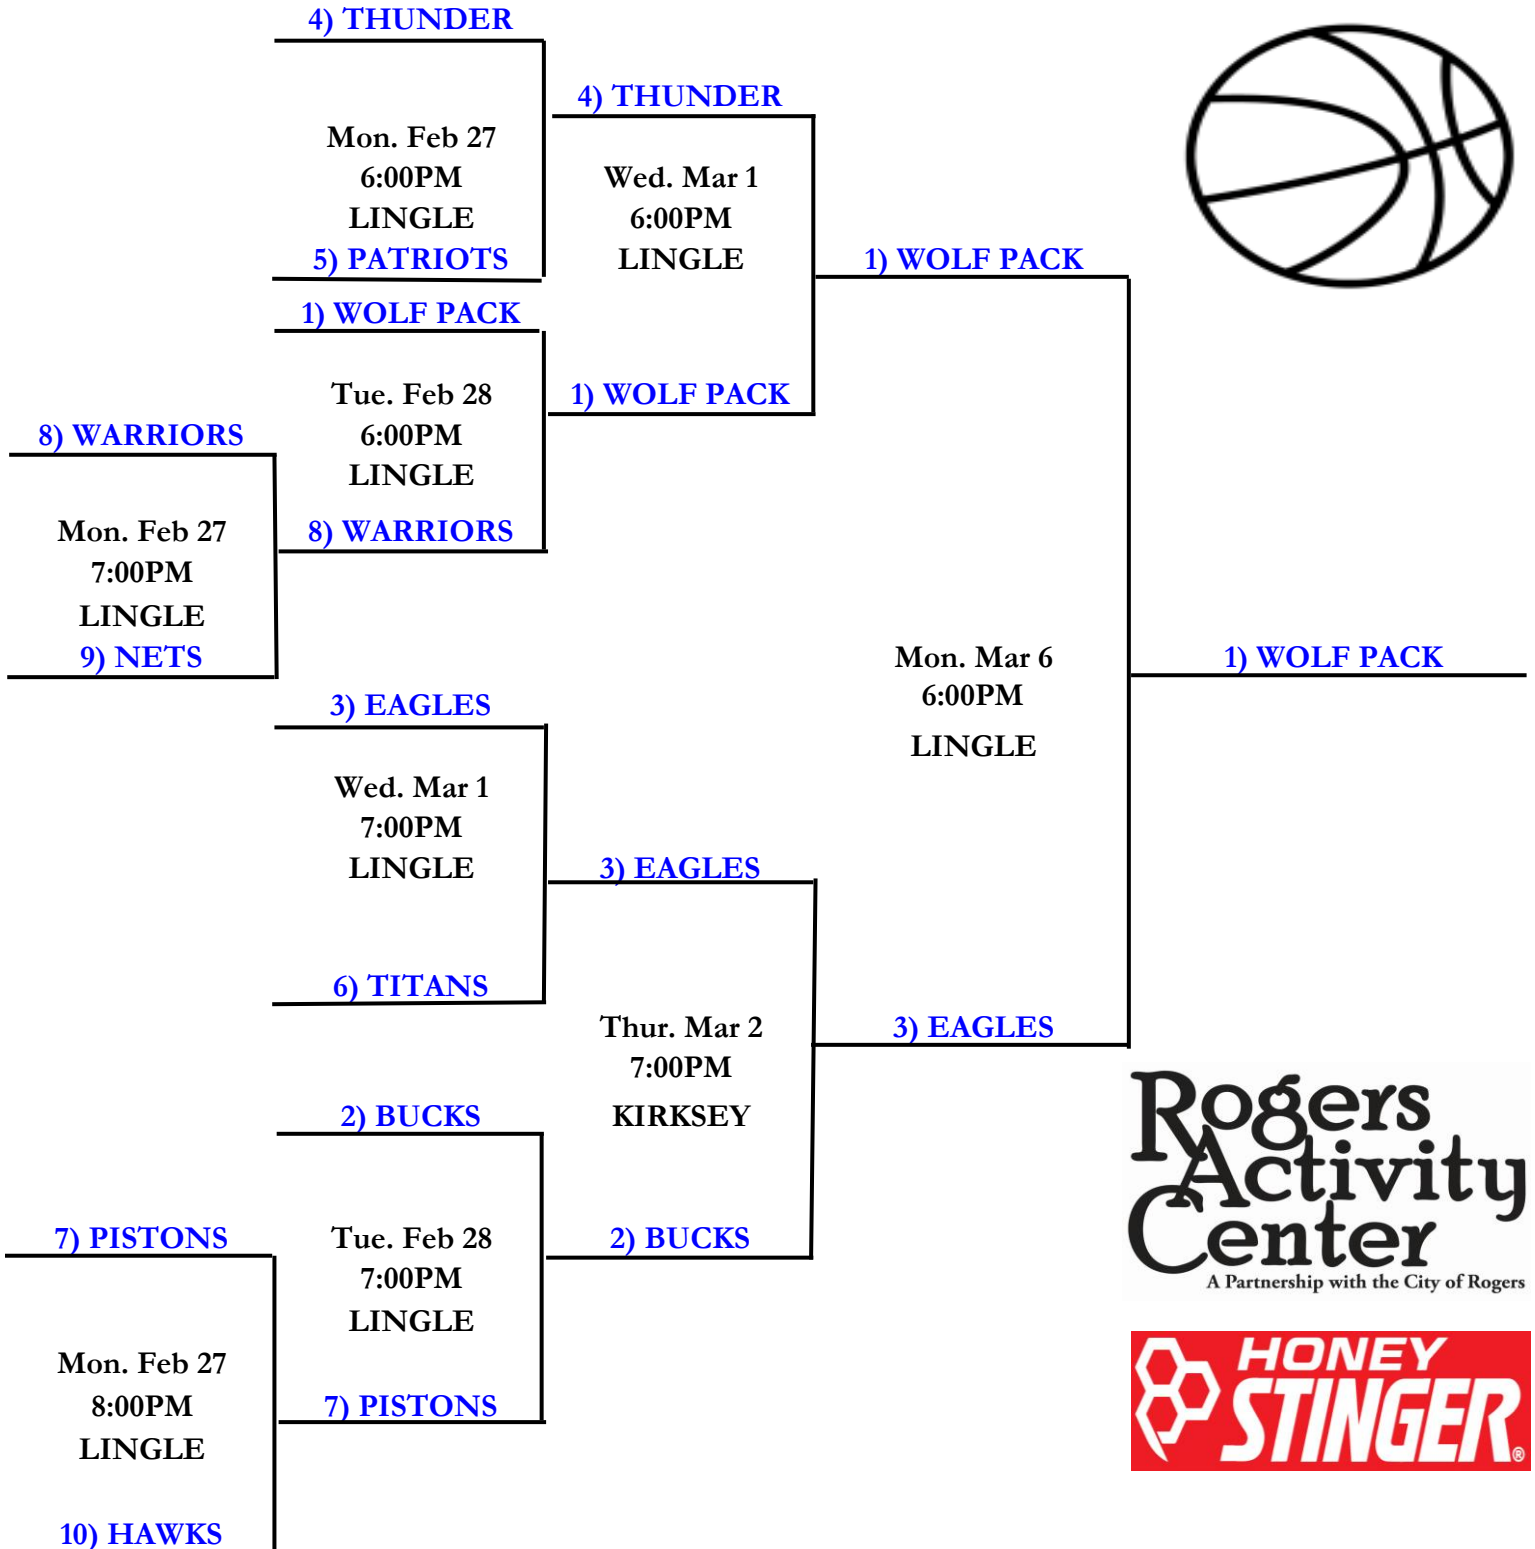 4) THUNDER
Mon. Feb 27
6:00PM
LINGLE
5) PATRIOTS
4) THUNDER
Wed. Mar 1
6:00PM
LINGLE
1) WOLF PACK
1) WOLF PACK
Tue. Feb 28
6:00PM
LINGLE
8) WARRIORS
1) WOLF PACK
8) WARRIORS
Mon. Feb 27
7:00PM
LINGLE
9) NETS
Mon. Mar 6
6:00PM
LINGLE
1) WOLF PACK
3) EAGLES
Wed. Mar 1
7:00PM
LINGLE
6) TITANS
3) EAGLES
Thur. Mar 2
7:00PM
KIRKSEY
3) EAGLES
2) BUCKS
Tue. Feb 28
7:00PM
LINGLE
7) PISTONS
2) BUCKS
7) PISTONS
Mon. Feb 27
8:00PM
LINGLE
10) HAWKS
Rogers
Activity
Center
A Partnership with the City of Rogers
HONEY
STINGER®